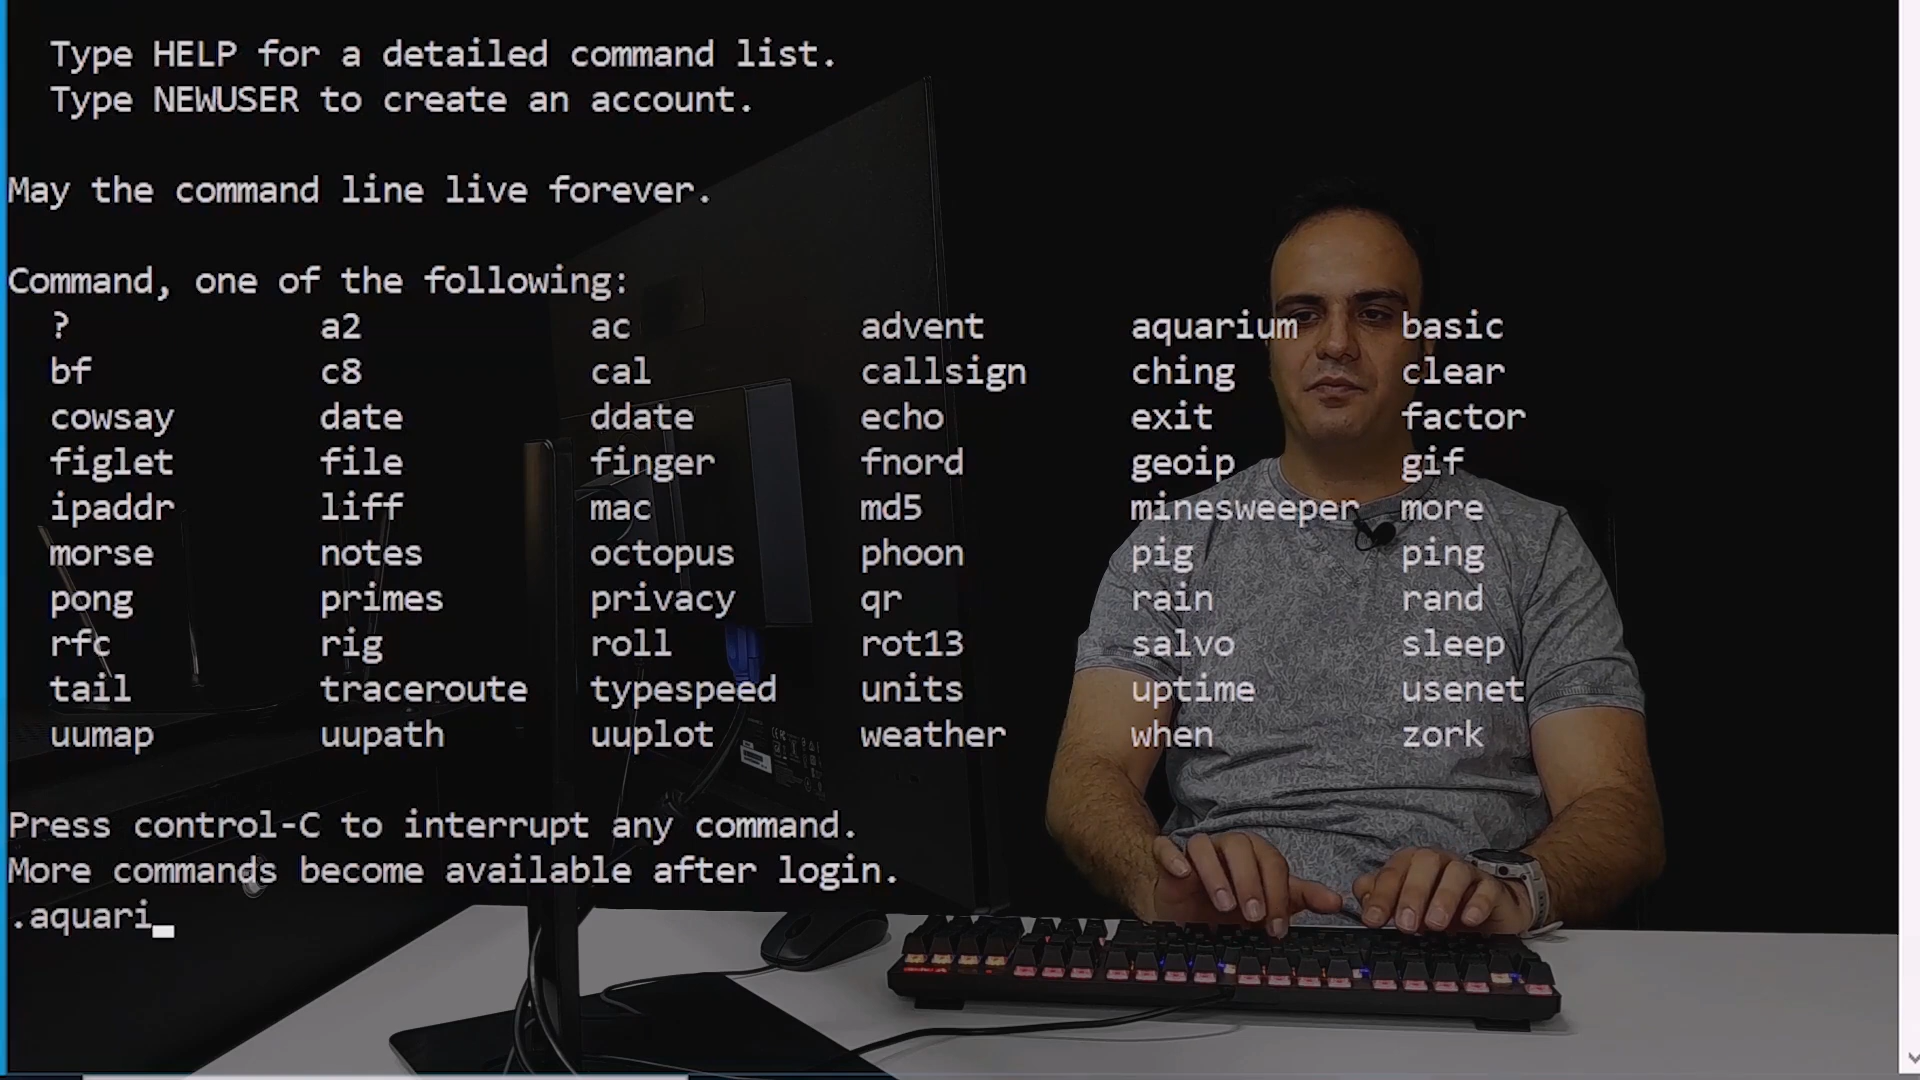 Type HELP for a detailed command list.
Type NEWUSER to create an account.
May the command line live forever.
Command, one of the following:
? a2 ac advent aquarium basic
bf c8 cal callsign ching clear
cowsay date ddate echo exit factor
figlet file finger fnord geoip gif
ipaddr liff mac md5 minesweeper more
morse notes octopus phoon pig ping
pong primes privacy qr rain rand
rfc rig roll rot13 salvo sleep
tail traceroute typespeed units uptime usenet
uumap uupath uuplot weather when zork
Press control-C to interrupt any command.
More commands become available after login.
.aquari_